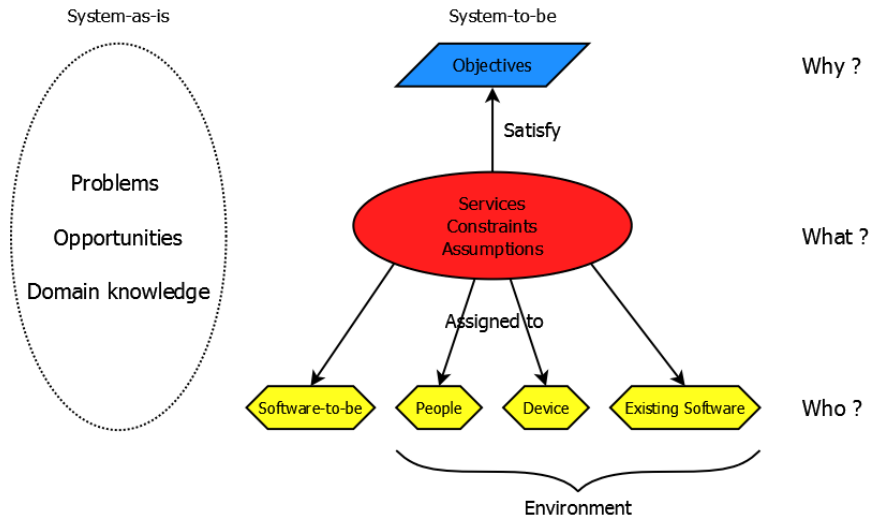 System-as-is
System-to-be
Objectives
Why ?
Satisfy
Problems
Opportunities
Domain knowledge
Services
Constraints
Assumptions
What ?
Assigned to
Software-to-be
People
Device
Existing Software
Who ?
Environment